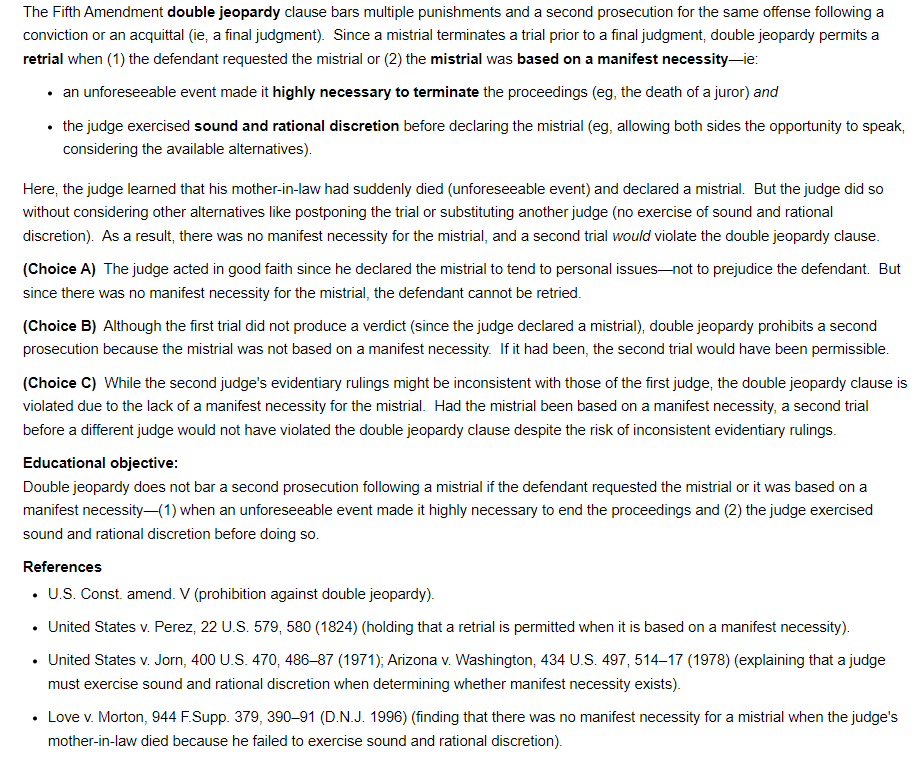 The Fifth Amendment double jeopardy clause bars multiple punishments and a second prosecution for the same offense following a
conviction or an acquittal (ie, a final judgment). Since a mistrial terminates a trial prior to a final judgment, double jeopardy permits a
retrial when (1) the defendant requested the mistrial or (2) the mistrial was based on a manifest necessity—ie:
• an unforeseeable event made it highly necessary to terminate the proceedings (eg, the death of a juror) and
• the judge exercised sound and rational discretion before declaring the mistrial (eg, allowing both sides the opportunity to speak,
considering the available alternatives).
Here, the judge learned that his mother-in-law had suddenly died (unforeseeable event) and declared a mistrial. But the judge did so
without considering other alternatives like postponing the trial or substituting another judge (no exercise of sound and rational
discretion). As a result, there was no manifest necessity for the mistrial, and a second trial would violate the double jeopardy clause.
(Choice A) The judge acted in good faith since he declared the mistrial to tend to personal issues—not to prejudice the defendant. But
since there was no manifest necessity for the mistrial, the defendant cannot be retried.
(Choice B) Although the first trial did not produce a verdict (since the judge declared a mistrial), double jeopardy prohibits a second
prosecution because the mistrial was not based on a manifest necessity. If it had been, the second trial would have been permissible.
(Choice C) While the second judge's evidentiary rulings might be inconsistent with those of the first judge, the double jeopardy clause is
violated due to the lack of a manifest necessity for the mistrial. Had the mistrial been based on a manifest necessity, a second trial
before a different judge would not have violated the double jeopardy clause despite the risk of inconsistent evidentiary rulings.
Educational objective:
Double jeopardy does not bar a second prosecution following a mistrial if the defendant requested the mistrial or it was based on a
manifest necessity—(1) when an unforeseeable event made it highly necessary to end the proceedings and (2) the judge exercised
sound and rational discretion before doing so.
References
• U.S. Const. amend. V (prohibition against double jeopardy).
• United States v. Perez, 22 U.S. 579, 580 (1824) (holding that a retrial is permitted when it is based on a manifest necessity).
• United States v. Jorn, 400 U.S. 470, 486–87 (1971); Arizona v. Washington, 434 U.S. 497, 514–17 (1978) (explaining that a judge
must exercise sound and rational discretion when determining whether manifest necessity exists).
• Love v. Morton, 944 F.Supp. 379, 390–91 (D.N.J. 1996) (finding that there was no manifest necessity for a mistrial when the judge's
mother-in-law died because he failed to exercise sound and rational discretion).